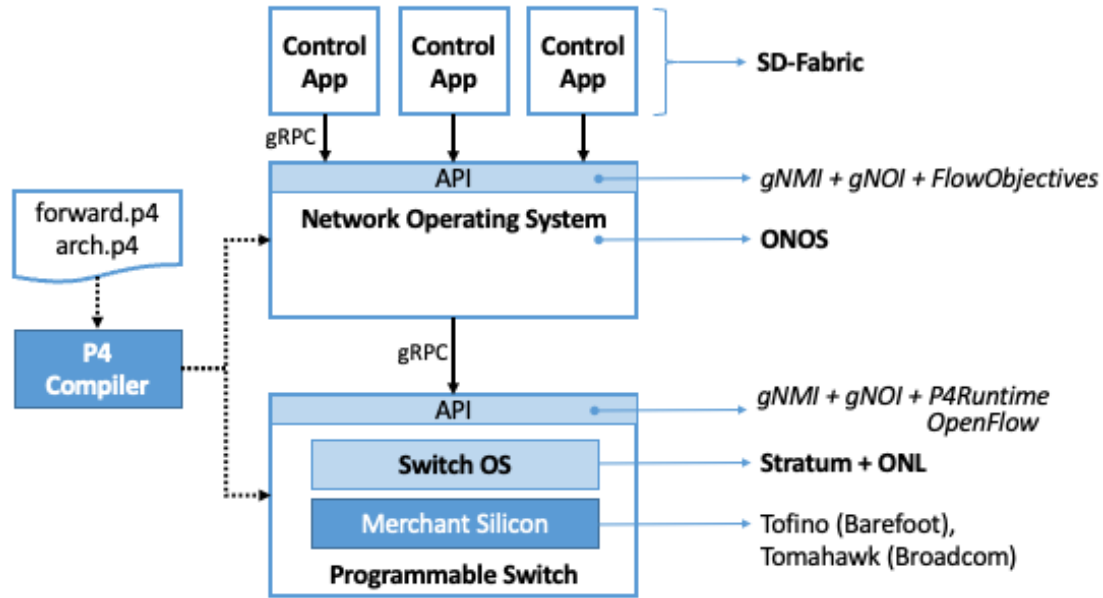 Control
App
Control
App
Control
App
SD-Fabric
gRPC
API
gNMI + gNOI + FlowObjectives
Network Operating System
ONOS
forward.p4
arch.p4
P4
Compiler
gRPC
API
gNMI + gNOI + P4Runtime
OpenFlow
Switch OS
Stratum + ONL
Merchant Silicon
Tofino (Barefoot),
Tomahawk (Broadcom)
Programmable Switch